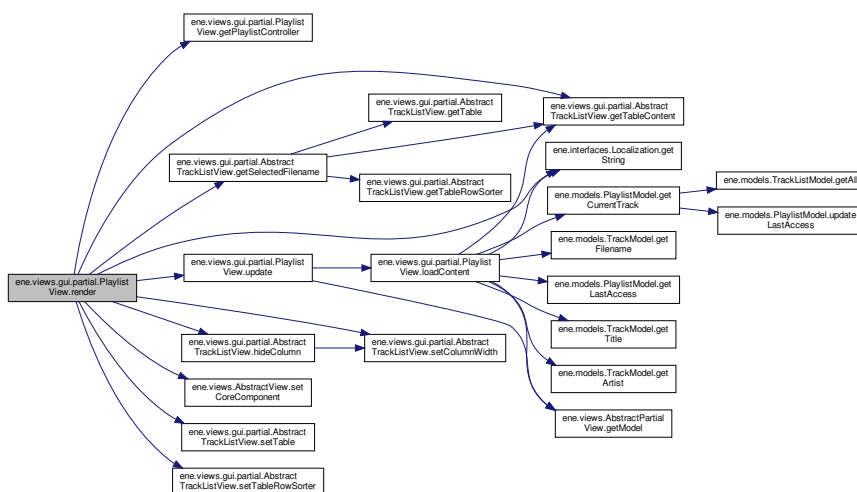 ene.views.gui.partial.Playlist
View.getPlaylistController
ene.views.gui.partial.Abstract
TrackListView.getTable
ene.views.gui.partial.Abstract
TrackListView.getTableContent
ene.views.gui.partial.Abstract
TrackListView.getSelectedFilename
ene.interfaces.Localization.get
String
ene.views.gui.partial.Abstract
TrackListView.getTableRowSorter
ene.models.PlaylistModel.get
CurrentTrack
ene.models.TrackListModel.getAll
ene.models.PlaylistModel.update
LastAccess
ene.models.TrackModel.get
Filename
ene.views.gui.partial.Playlist
View.render
ene.views.gui.partial.Playlist
View.update
ene.views.gui.partial.Playlist
View.loadContent
ene.models.PlaylistModel.get
LastAccess
ene.models.TrackModel.get
Title
ene.views.gui.partial.Abstract
TrackListView.hideColumn
ene.views.gui.partial.Abstract
TrackListView.setColumnWidth
ene.models.TrackModel.get
Artist
ene.views.AbstractView.set
CoreComponent
ene.views.AbstractPartial
View.getModel
ene.views.gui.partial.Abstract
TrackListView.setTable
ene.views.gui.partial.Abstract
TrackListView.setTableRowSorter